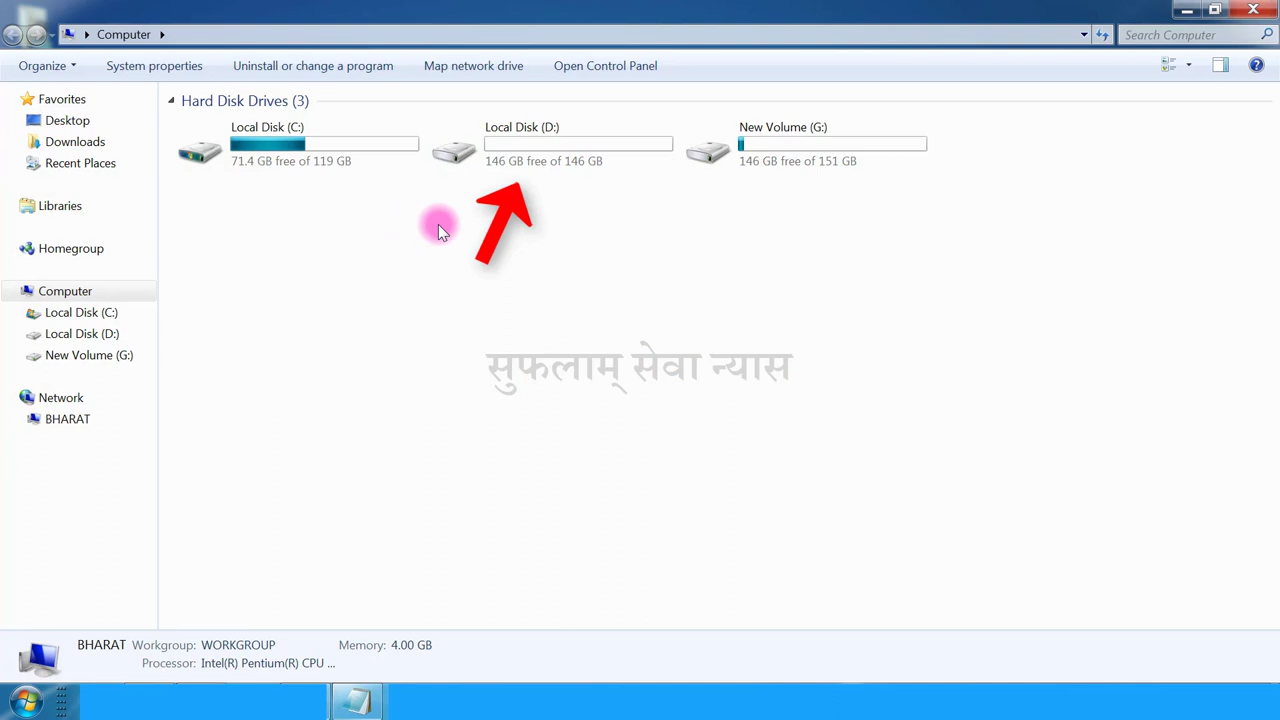 Computer
Search Computer
Organize System properties Uninstall or change a program Map network drive Open Control Panel
Favorites
Desktop
Downloads
Recent Places
Libraries
Homegroup
Computer
Local Disk (C:)
Local Disk (D:)
New Volume (G:)
Network
BHARAT
Hard Disk Drives (3)
Local Disk (C:)
71.4 GB free of 119 GB
Local Disk (D:)
146 GB free of 146 GB
New Volume (G:)
146 GB free of 151 GB
सुफलाम् सेवा न्यास
BHARAT Workgroup: WORKGROUP Memory: 4.00 GB
Processor: Intel(R) Pentium(R) CPU ...